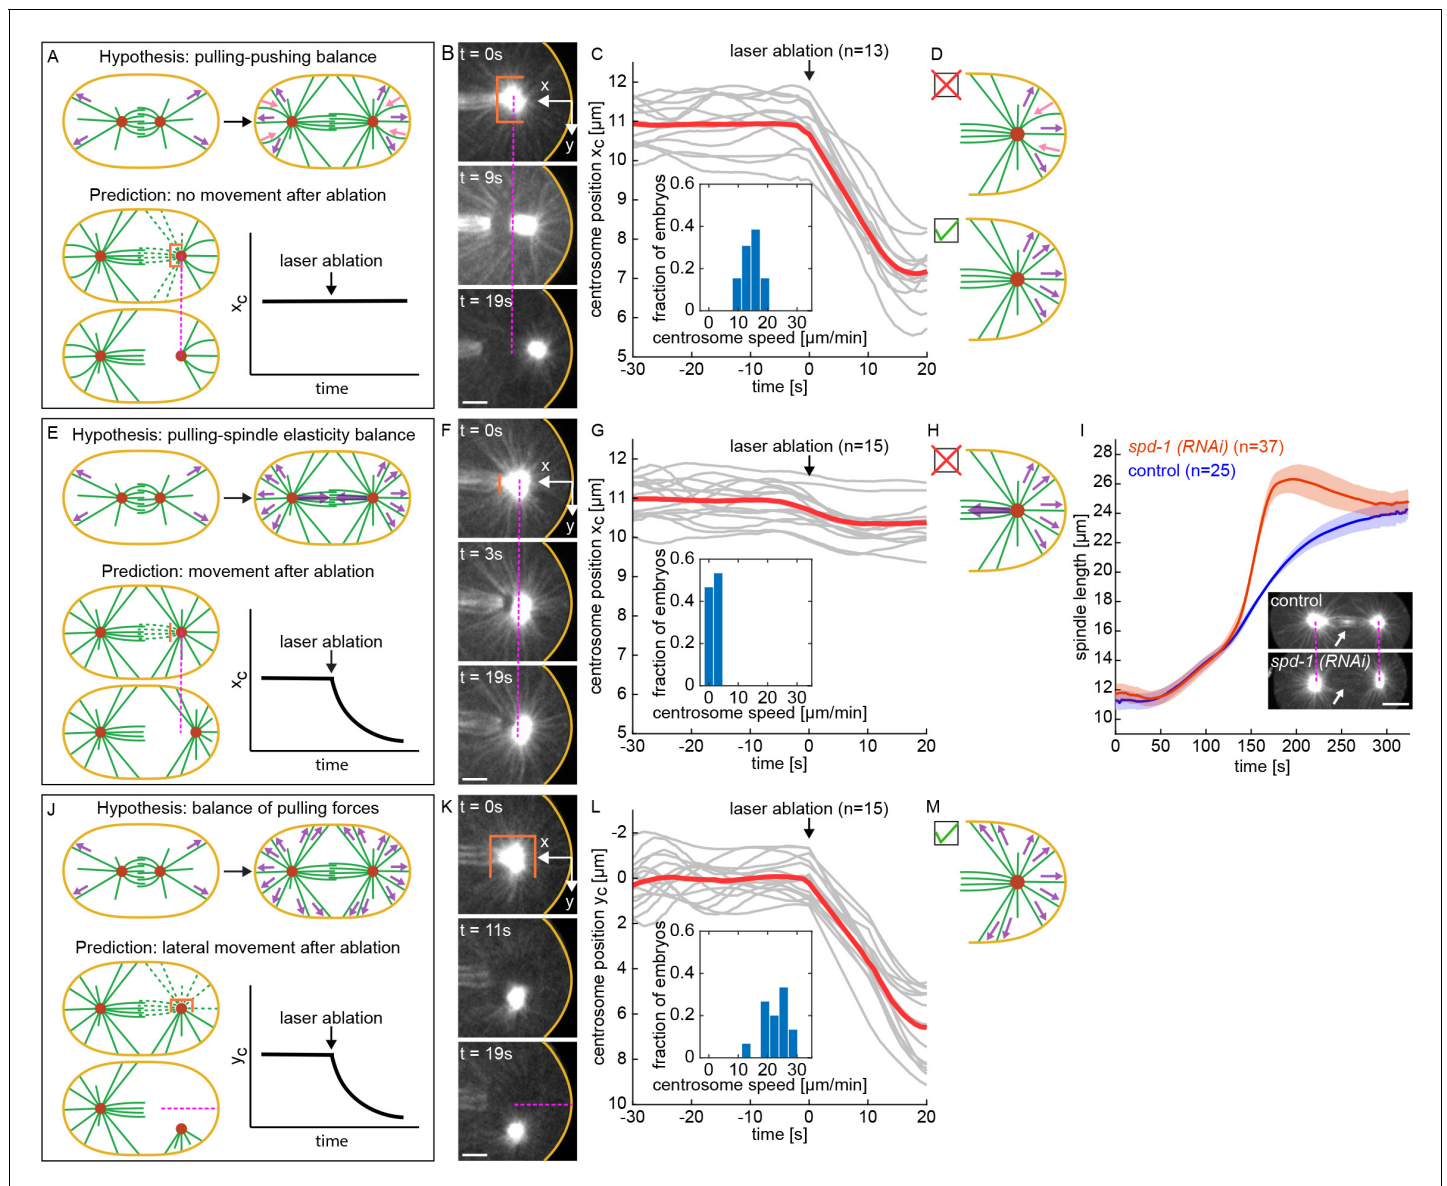 A
Hypothesis: pulling-pushing balance
Prediction: no movement after ablation
laser ablation
xc
time
B
t = 0s
x
y
t = 9s
t = 19s
C
laser ablation (n=13)
centrosome position xc [µm]
12
11
10
9
8
7
6
5
-30
-20
-10
0
10
20
time [s]
fraction of embryos
0.6
0.4
0.2
0
0
10
20
30
centrosome speed [µm/min]
D
E
Hypothesis: pulling-spindle elasticity balance
Prediction: movement after ablation
laser ablation
xc
time
F
t = 0s
x
y
t = 3s
t = 19s
G
laser ablation (n=15)
centrosome position xc [µm]
12
11
10
9
8
7
6
5
-30
-20
-10
0
10
20
time [s]
fraction of embryos
0.6
0.4
0.2
0
0
10
20
30
centrosome speed [µm/min]
H
I
spd-1 (RNAi) (n=37)
control (n=25)
spindle length [µm]
28
26
24
22
20
18
16
14
12
10
0
50
100
150
200
250
300
time [s]
control
spd-1 (RNAi)
J
Hypothesis: balance of pulling forces
Prediction: lateral movement after ablation
laser ablation
yc
time
K
t = 0s
x
y
t = 11s
t = 19s
L
laser ablation (n=15)
centrosome position yc [µm]
-2
0
2
4
6
8
10
-30
-20
-10
0
10
20
time [s]
fraction of embryos
0.6
0.4
0.2
0
0
10
20
30
centrosome speed [µm/min]
M